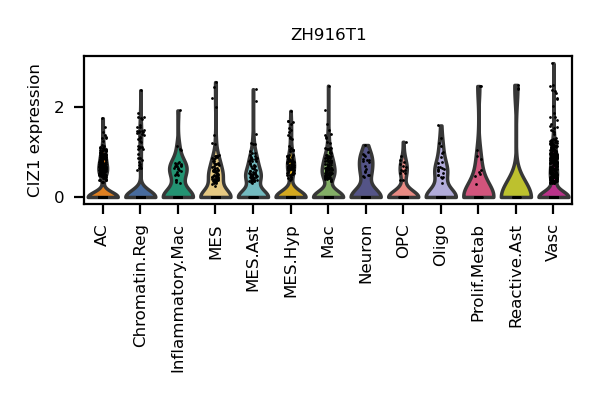 ZH916T1
CIZ1 expression
2
0
AC
Chromatin.Reg
Inflammatory.Mac
MES
MES.Ast
MES.Hyp
Mac
Neuron
OPC
Oligo
Prolif.Metab
Reactive.Ast
Vasc